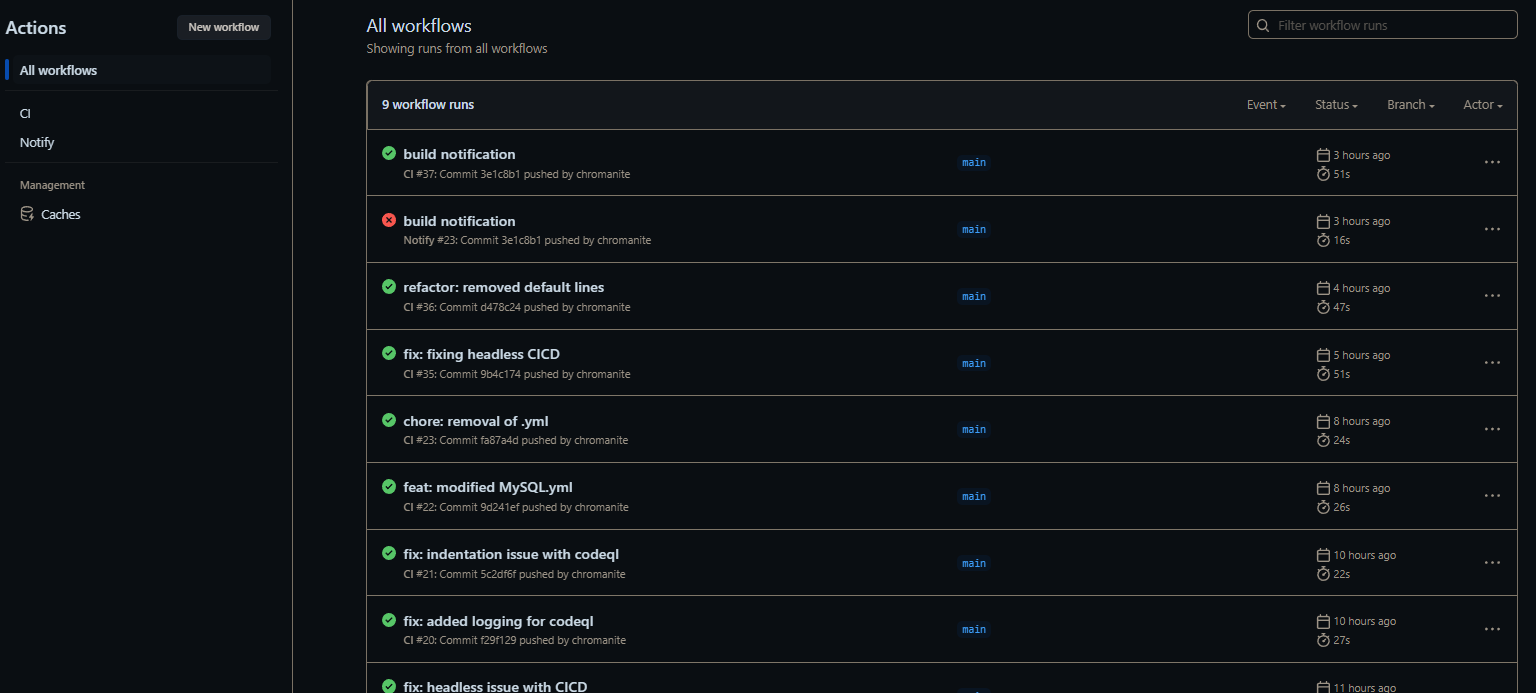 Actions
New workflow
All workflows
CI
Notify
Management
Caches
All workflows
Showing runs from all workflows
Filter workflow runs
9 workflow runs
Event
Status
Branch
Actor
build notification
CI #37: Commit 3e1c8b1 pushed by chromanite
main
3 hours ago
51s
build notification
Notify #23: Commit 3e1c8b1 pushed by chromanite
main
3 hours ago
16s
refactor: removed default lines
CI #36: Commit d478c24 pushed by chromanite
main
4 hours ago
47s
fix: fixing headless CICD
CI #35: Commit 9b4c174 pushed by chromanite
main
5 hours ago
51s
chore: removal of .yml
CI #23: Commit fa87a4d pushed by chromanite
main
8 hours ago
24s
feat: modified MySQL.yml
CI #22: Commit 9d241ef pushed by chromanite
main
8 hours ago
26s
fix: indentation issue with codeql
CI #21: Commit 5c2df6f pushed by chromanite
main
10 hours ago
22s
fix: added logging for codeql
CI #20: Commit f29f129 pushed by chromanite
main
10 hours ago
27s
fix: headless issue with CICD
11 hours ago